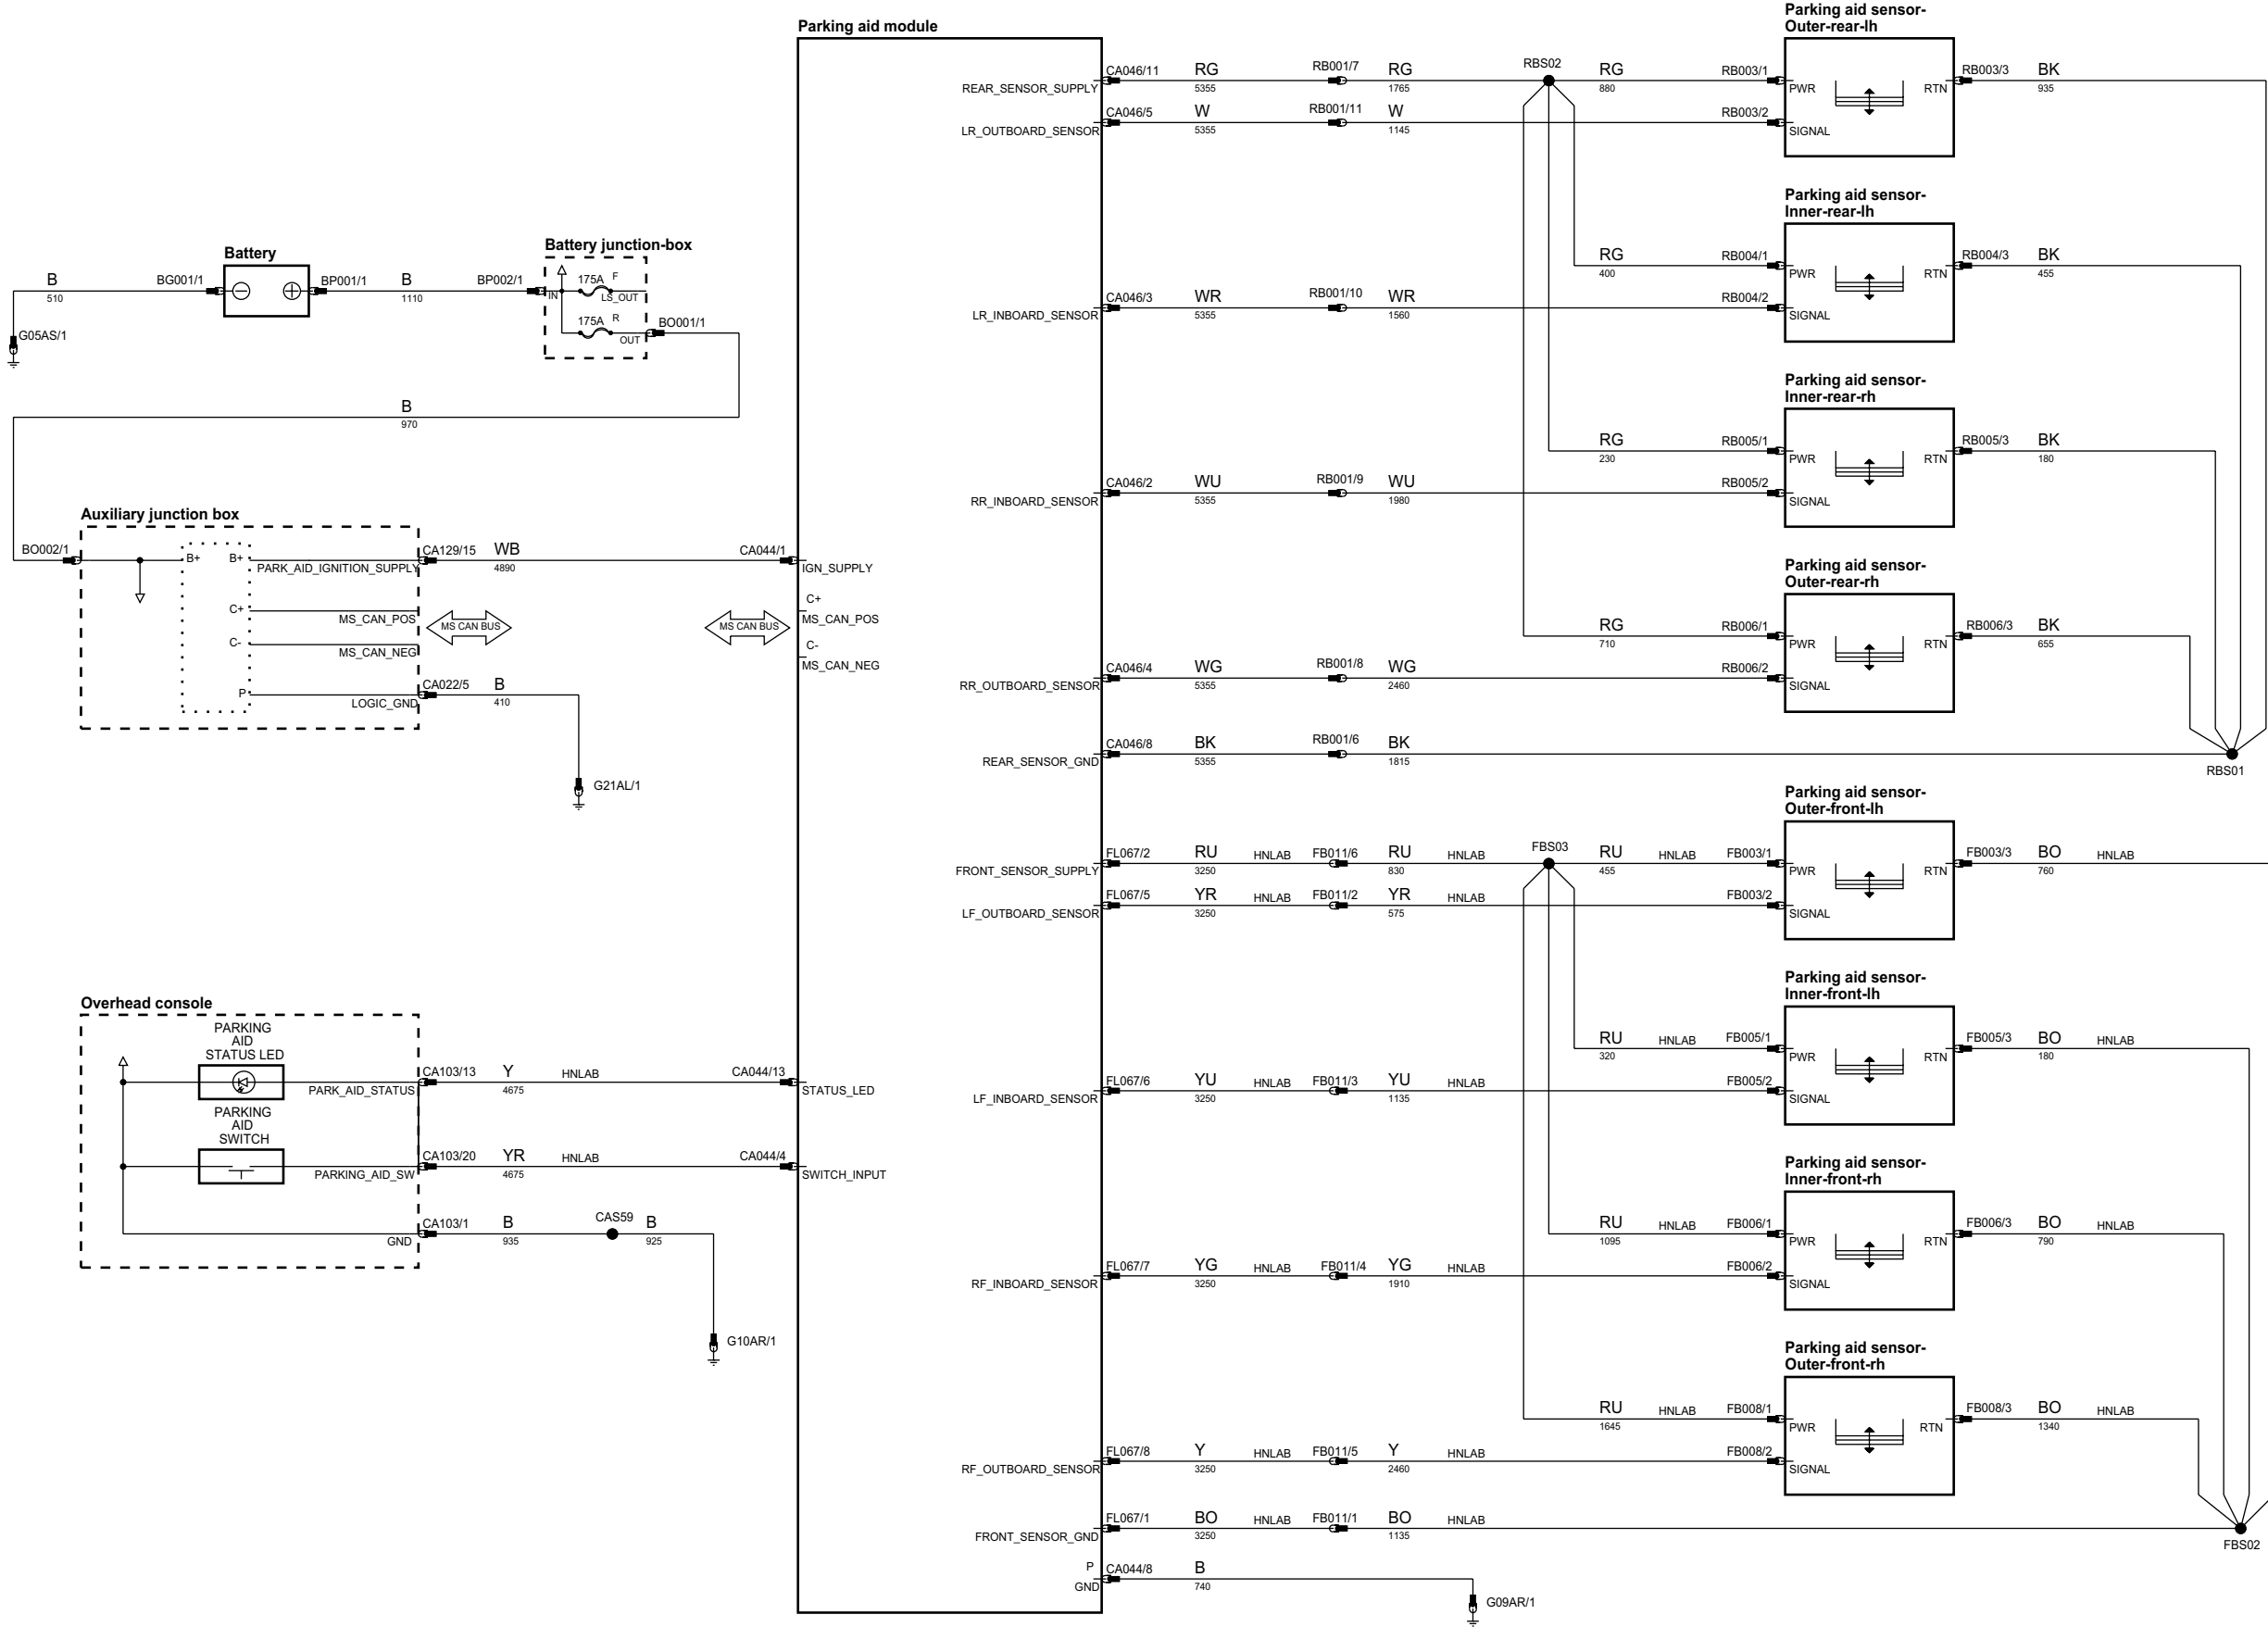 Parking aid module
REAR_SENSOR_SUPPLY
CA046/11 RG 5355 RB001/7 RG 1765 RBS02 RG 880 RB003/1
LR_OUTBOARD_SENSOR
CA046/5 W 5355 RB001/11 W 1145 RB003/2
Parking aid sensor-
Outer-rear-lh
PWR RTN
SIGNAL
RB003/3 BK 935
Parking aid sensor-
Inner-rear-lh
RG 400 RB004/1
PWR RTN
SIGNAL
RB004/3 BK 455
LR_INBOARD_SENSOR
CA046/3 WR 5355 RB001/10 WR 1560 RB004/2
Parking aid sensor-
Inner-rear-rh
RG 230 RB005/1
PWR RTN
SIGNAL
RB005/3 BK 180
RR_INBOARD_SENSOR
CA046/2 WU 5355 RB001/9 WU 1980 RB005/2
Parking aid sensor-
Outer-rear-rh
RG 710 RB006/1
PWR RTN
SIGNAL
RB006/3 BK 655
RR_OUTBOARD_SENSOR
CA046/4 WG 5355 RB001/8 WG 2460 RB006/2
REAR_SENSOR_GND
CA046/8 BK 5355 RB001/6 BK 1815
RBS01
Battery
B 510 BG001/1
G05AS/1
BP001/1 B 1110 BP002/1
Battery junction-box
IN
175A F
LS_OUT
175A R
OUT
BO001/1
B
970
Auxiliary junction box
BO002/1
B+ B+
PARK_AID_IGNITION_SUPPLY
CA129/15 WB 4890 CA044/1
IGN_SUPPLY
C+
MS_CAN_POS
C-
MS_CAN_NEG
MS CAN BUS
MS CAN BUS
C+
MS_CAN_POS
C-
MS_CAN_NEG
P
LOGIC_GND
CA022/5 B 410
G21AL/1
Parking aid sensor-
Outer-front-lh
FRONT_SENSOR_SUPPLY
FL067/2 RU 3250 HNLAB FB011/6 RU 830 HNLAB FBS03 RU 455 HNLAB FB003/1
PWR RTN
SIGNAL
FB003/3 BO 760 HNLAB
LF_OUTBOARD_SENSOR
FL067/5 YR 3250 HNLAB FB011/2 YR 575 HNLAB FB003/2
Parking aid sensor-
Inner-front-lh
RU 320 HNLAB FB005/1
PWR RTN
SIGNAL
FB005/3 BO 180 HNLAB
LF_INBOARD_SENSOR
FL067/6 YU 3250 HNLAB FB011/3 YU 1135 HNLAB FB005/2
Parking aid sensor-
Inner-front-rh
RU 1095 HNLAB FB006/1
PWR RTN
SIGNAL
FB006/3 BO 790 HNLAB
RF_INBOARD_SENSOR
FL067/7 YG 3250 HNLAB FB011/4 YG 1910 HNLAB FB006/2
Parking aid sensor-
Outer-front-rh
RU 1645 HNLAB FB008/1
PWR RTN
SIGNAL
FB008/3 BO 1340 HNLAB
RF_OUTBOARD_SENSOR
FL067/8 Y 3250 HNLAB FB011/5 Y 2460 HNLAB FB008/2
FRONT_SENSOR_GND
FL067/1 BO 3250 HNLAB FB011/1 BO 1135 HNLAB
FBS02
P
GND
CA044/8 B 740
G09AR/1
Overhead console
PARKING
AID
STATUS LED
PARK_AID_STATUS
CA103/13 Y 4675 HNLAB CA044/13
STATUS_LED
PARKING
AID
SWITCH
PARKING_AID_SW
CA103/20 YR 4675 HNLAB CA044/4
SWITCH_INPUT
GND
CA103/1 B 935 CAS59 B 925
G10AR/1